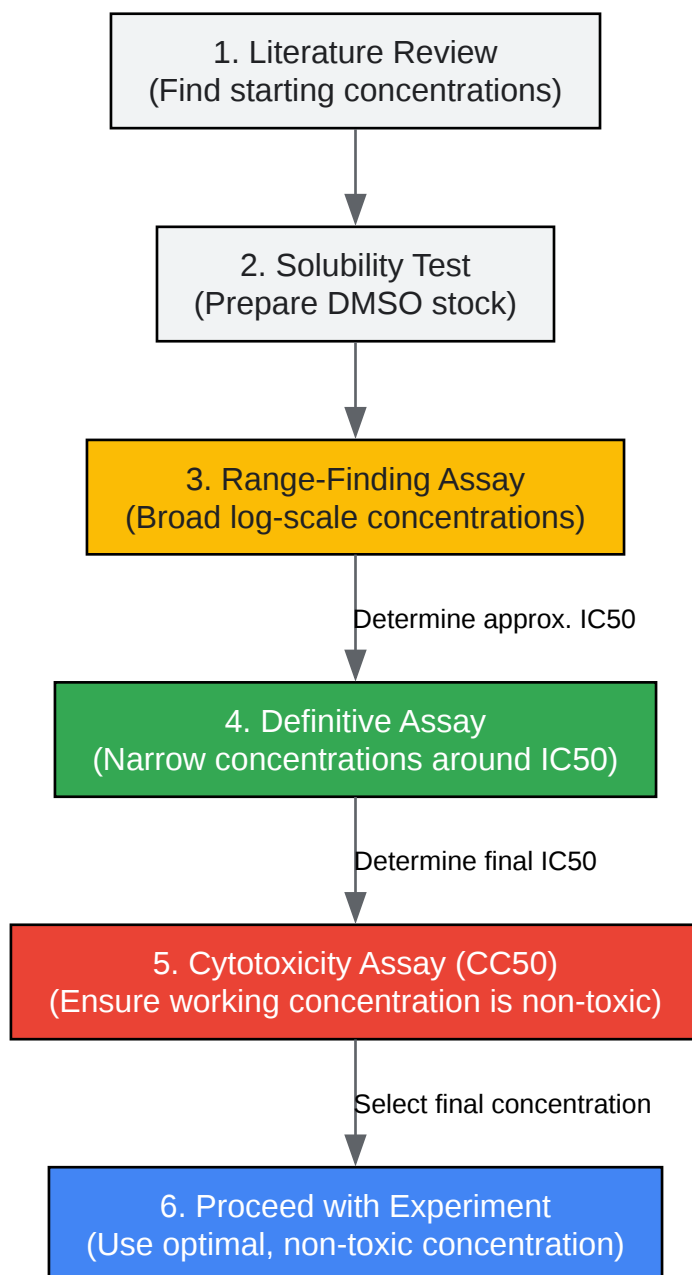 1. Literature Review
(Find starting concentrations)
2. Solubility Test
(Prepare DMSO stock)
3. Range-Finding Assay
(Broad log-scale concentrations)
Determine approx. IC50
4. Definitive Assay
(Narrow concentrations around IC50)
Determine final IC50
5. Cytotoxicity Assay (CC50)
(Ensure working concentration is non-toxic)
Select final concentration
6. Proceed with Experiment
(Use optimal, non-toxic concentration)